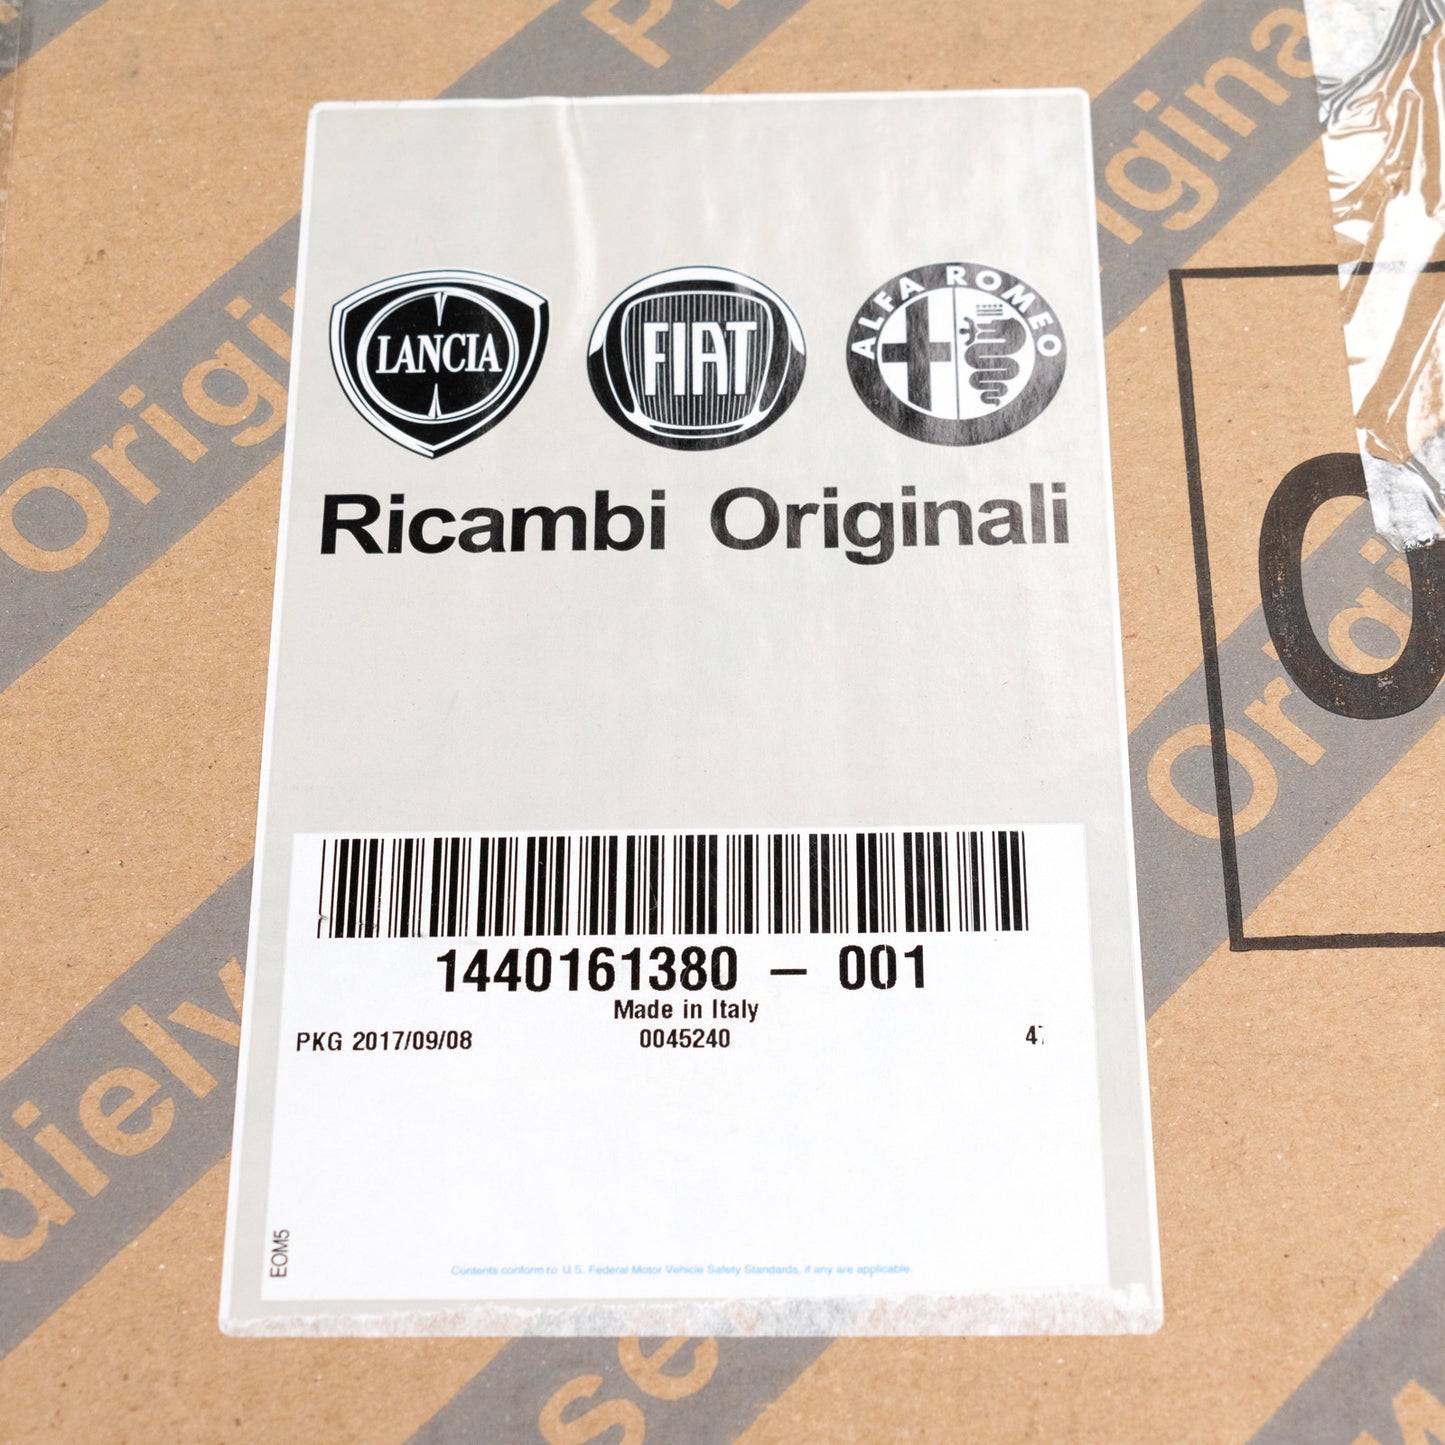 LANCIA
FIAT
ALFA ROMEO
Ricambi Originali
1440161380 – 001
Made in Italy
PKG 2017/09/08 0045240
EOM5
Contents conform to U.S. Federal Motor Vehicle Safety Standards, if any are applicable.